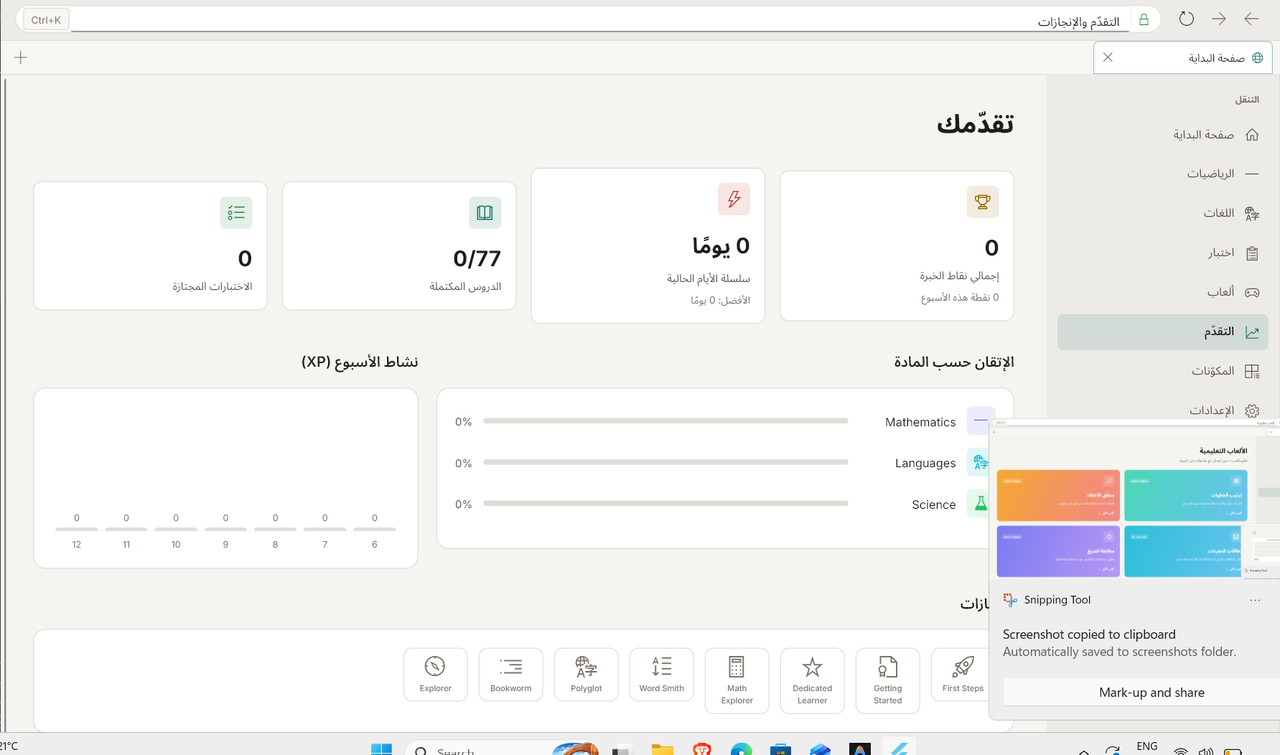 التقدّم والإنجازات
Ctrl+K
صفحة البداية
التنقل
صفحة البداية
الرياضيات
اللغات
اختبار
ألعاب
التقدّم
المكوّنات
الإعدادات
تقدّمك
0
إجمالي نقاط الخبرة
0 نقطة هذه الأسبوع
0 يومًا
سلسلة الأيام الحالية
الأفضل: 0 يومًا
0/77
الدروس المكتملة
0
الاختبارات المجتازة
الإتقان حسب المادة
Mathematics
0%
Languages
0%
Science
0%
نشاط الأسبوع (XP)
0 0 0 0 0 0 0
12 11 10 9 8 7 6
First Steps
Getting Started
Dedicated Learner
Math Explorer
Word Smith
Polyglot
Bookworm
Explorer
الألعاب التعليمية
Snipping Tool
Screenshot copied to clipboard
Automatically saved to screenshots folder.
Mark-up and share
21°C
Search
ENG